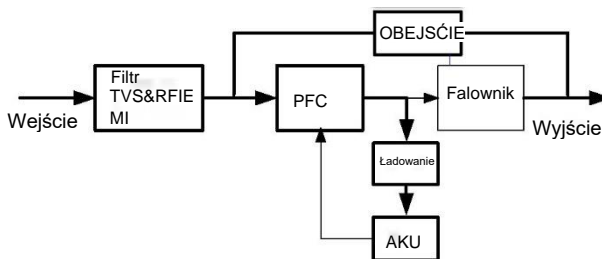 OBEJŚCIE
Filtr
TVS&RFIE
MI
PFC
Falownik
Wejście
Wyjście
Ładowanie
AKU